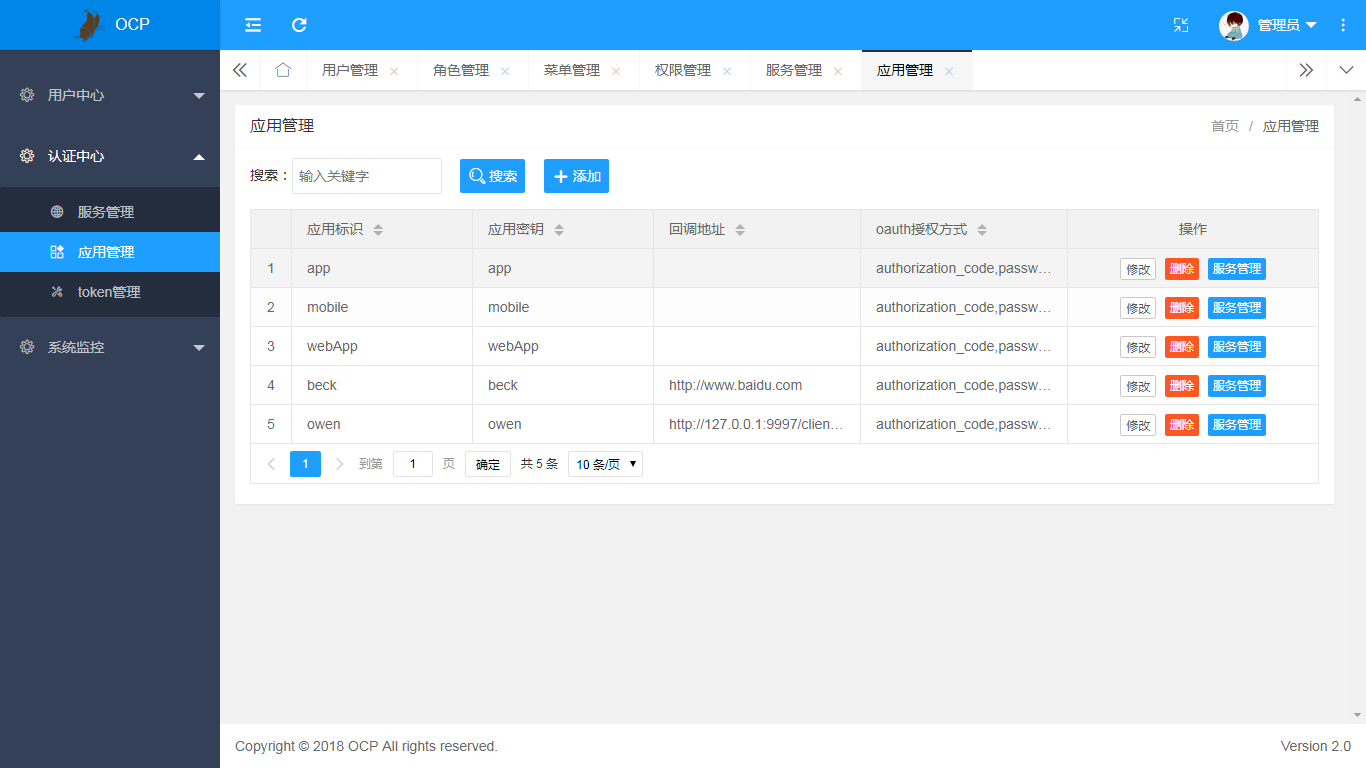 OCP
管理员
用户管理 角色管理 菜单管理 权限管理 服务管理 应用管理
用户中心
认证中心
服务管理
应用管理
token管理
系统监控
应用管理 首页 / 应用管理
搜索： 输入关键字 搜索 添加
应用标识 应用密钥 回调地址 oauth授权方式 操作
1 app app authorization_code,passw… 修改 删除 服务管理
2 mobile mobile authorization_code,passw… 修改 删除 服务管理
3 webApp webApp authorization_code,passw… 修改 删除 服务管理
4 beck beck http://www.baidu.com authorization_code,passw… 修改 删除 服务管理
5 owen owen http://127.0.0.1:9997/clien… authorization_code,passw… 修改 删除 服务管理
1 到第 1 页 确定 共 5 条 10 条/页
Copyright © 2018 OCP All rights reserved. Version 2.0